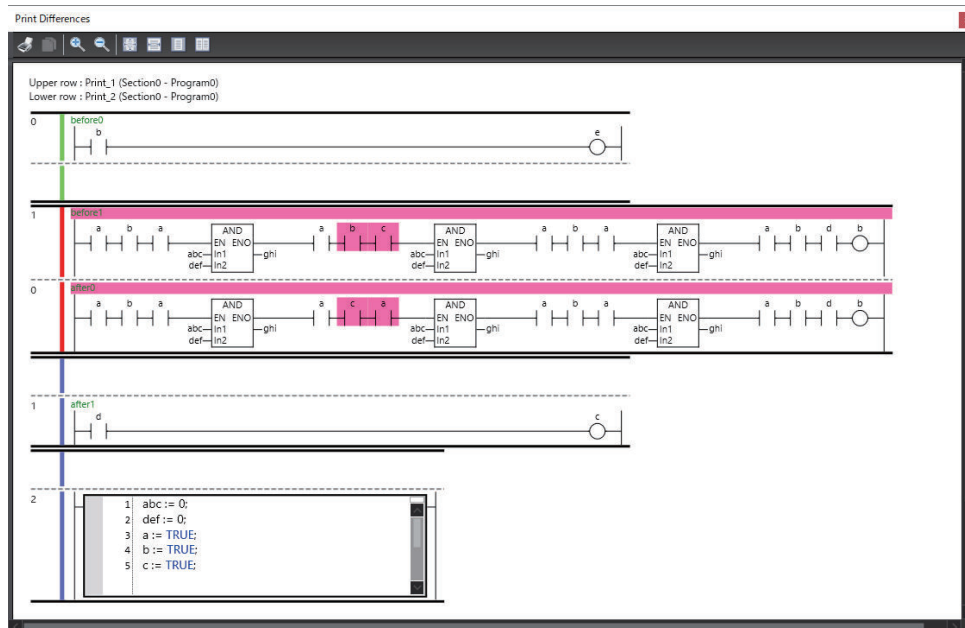 Print Differences
Upper row : Print_1 (Section0 - Program0)
Lower row : Print_2 (Section0 - Program0)
0 before0
b e
1 before1
a b a AND a b c AND a b a AND a b d b
EN ENO EN ENO EN ENO
abc In1 ghi abc In1 ghi abc In1 ghi
def In2 def In2 def In2
0 after0
a b a AND a c a AND a b a AND a b d b
EN ENO EN ENO EN ENO
abc In1 ghi abc In1 ghi abc In1 ghi
def In2 def In2 def In2
1 after1
d c
2
1 abc := 0;
2 def := 0;
3 a := TRUE;
4 b := TRUE;
5 c := TRUE;